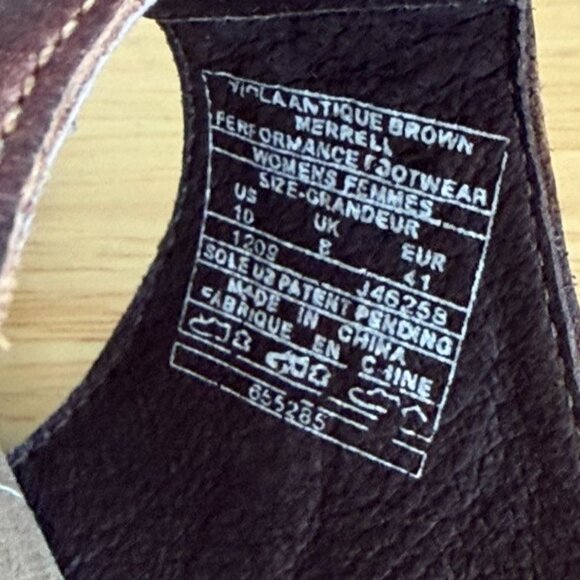 VIOLA ANTIQUE BROWN
MERRELL
PERFORMANCE FOOTWEAR
WOMENS FEMMES
SIZE-GRANDEUR
US UK EUR
10 8 41
1209 J46258
SOLE US PATENT PENDING
MADE IN CHINA
FABRIQUE EN CHINE
655285